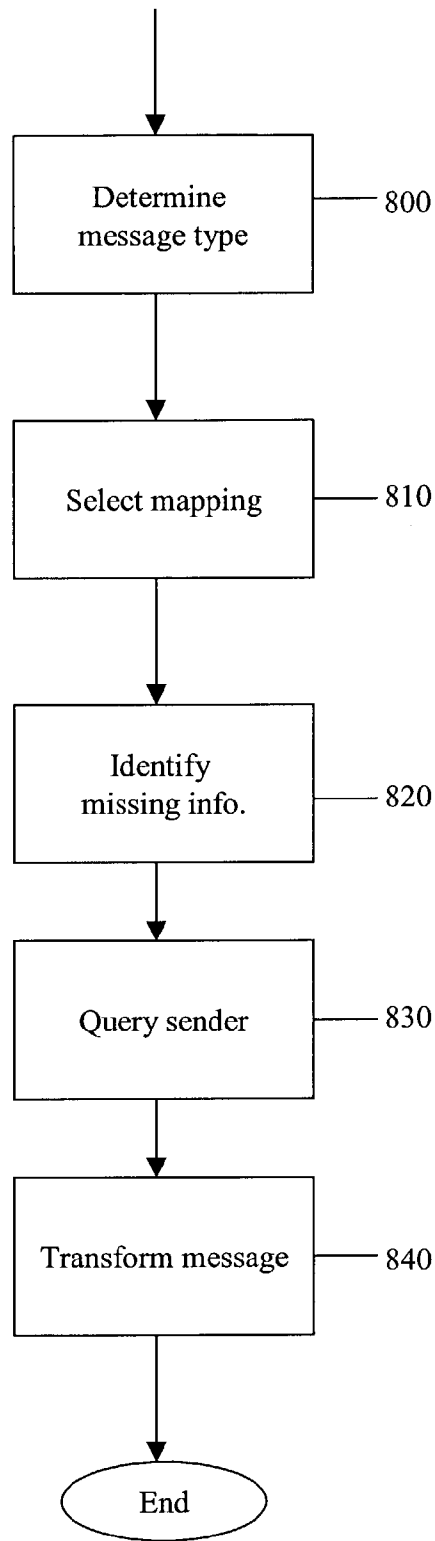 Determine
message type
800
Select mapping
810
Identify
missing info.
820
Query sender
830
Transform message
840
End